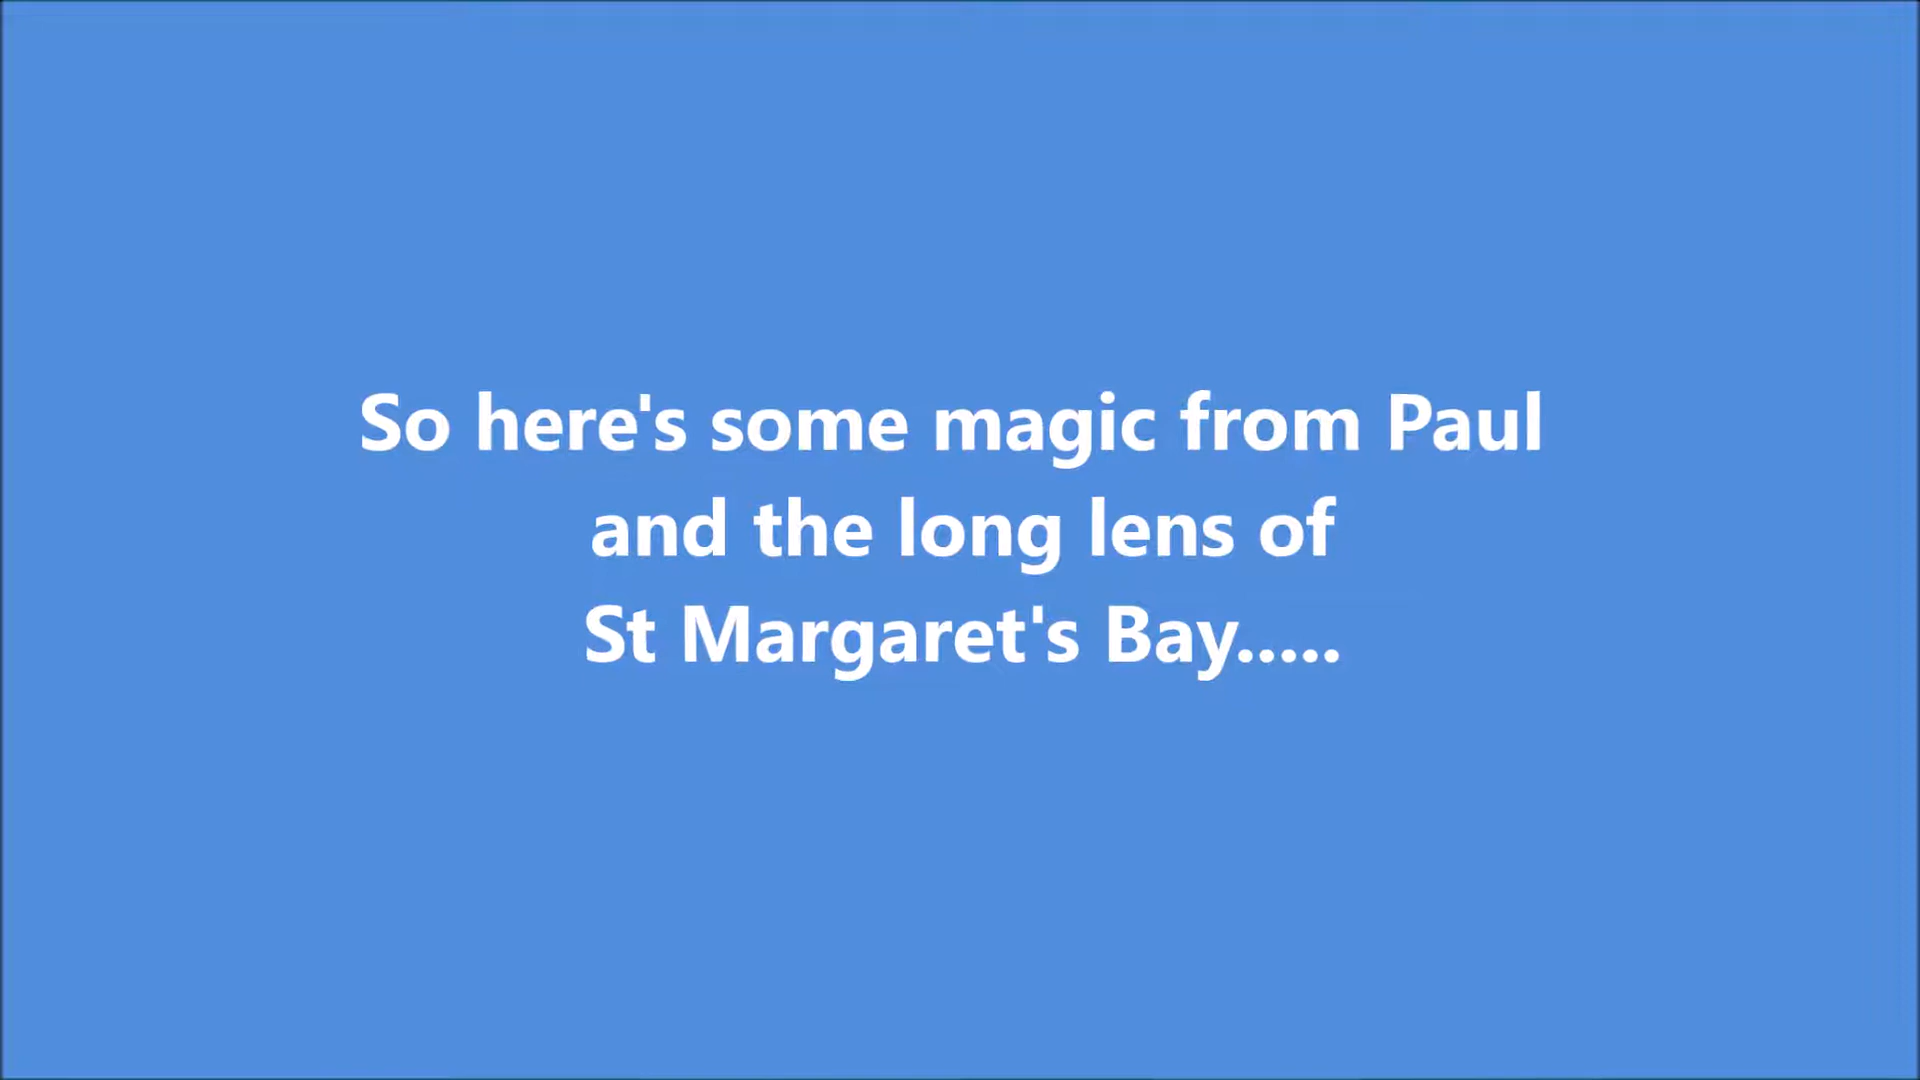 So here's some magic from Paul
and the long lens of
St Margaret's Bay.....